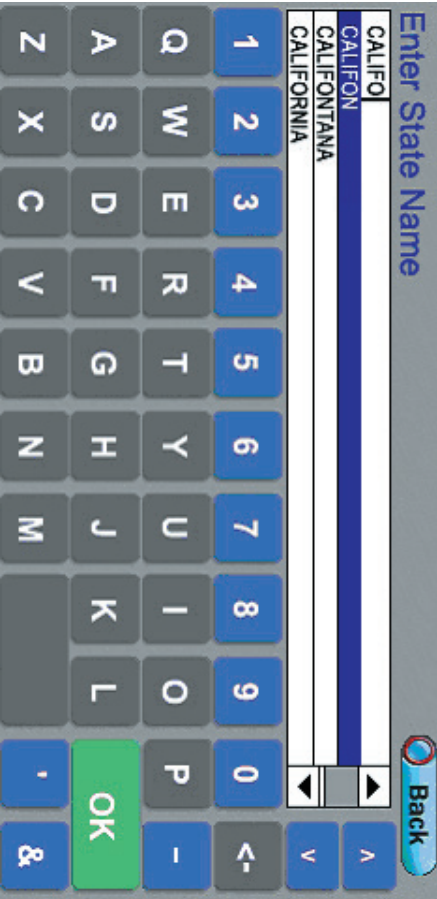 Enter State Name Back
CALIFO
CALIFON
CALIFONTANA
CALIFORNIA
1 2 3 4 5 6 7 8 9 0 <-
Q W E R T Y U I O P -
A S D F G H J K L OK
Z X C V B N M ' &